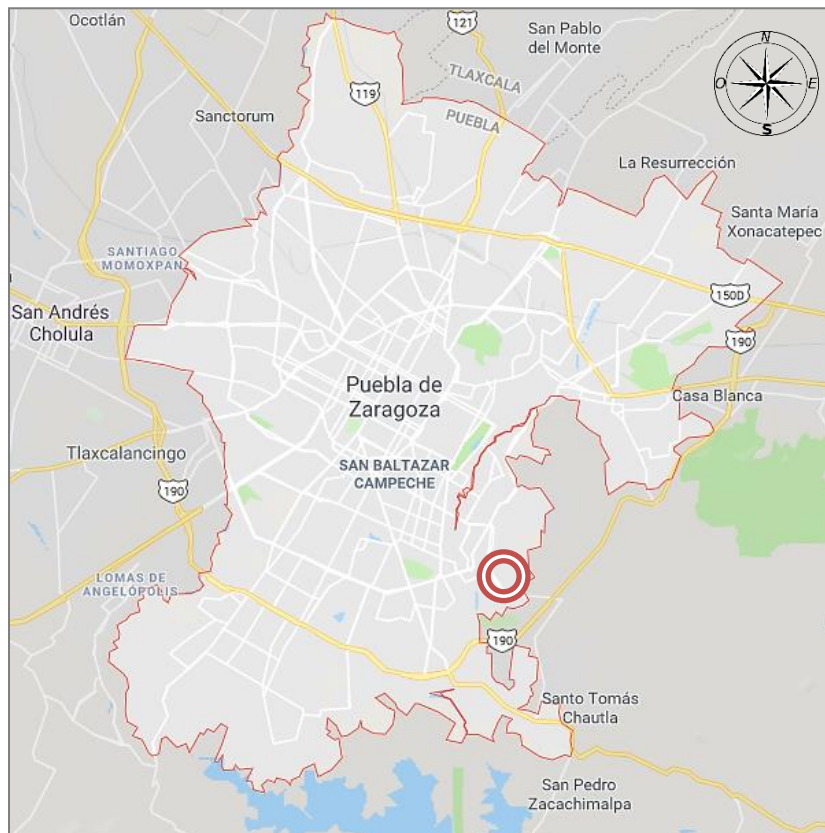 Ocotlán
121
San Pablo
del Monte
N
O
E
S
TLAXCALA
PUEBLA
119
Sanctorum
La Resurrección
Santa María
Xonacatepec
SANTIAGO
MOMOXPAN
San Andrés
Cholula
150D
190
Puebla de
Zaragoza
Casa Blanca
Tlaxcalancingo
SAN BALTAZAR
CAMPECHE
190
LOMAS DE
ANGELÓPOLIS
190
Santo Tomás
Chautla
San Pedro
Zacachimalpa